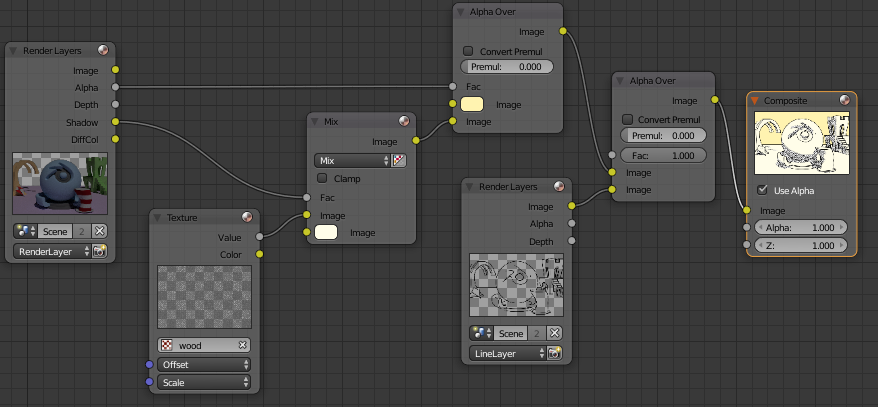 Render Layers
Image
Alpha
Depth
Shadow
DiffCol
Scene
2
RenderLayer
Texture
Value
Color
wood
Offset
Scale
Mix
Image
Mix
Clamp
Fac
Image
Image
Alpha Over
Image
Convert Premul
Premul: 0.000
Fac
Image
Image
Render Layers
Image
Alpha
Depth
Scene
2
LineLayer
Alpha Over
Image
Convert Premul
Premul: 0.000
Fac: 1.000
Image
Image
Composite
Use Alpha
Image
Alpha: 1.000
Z: 1.000